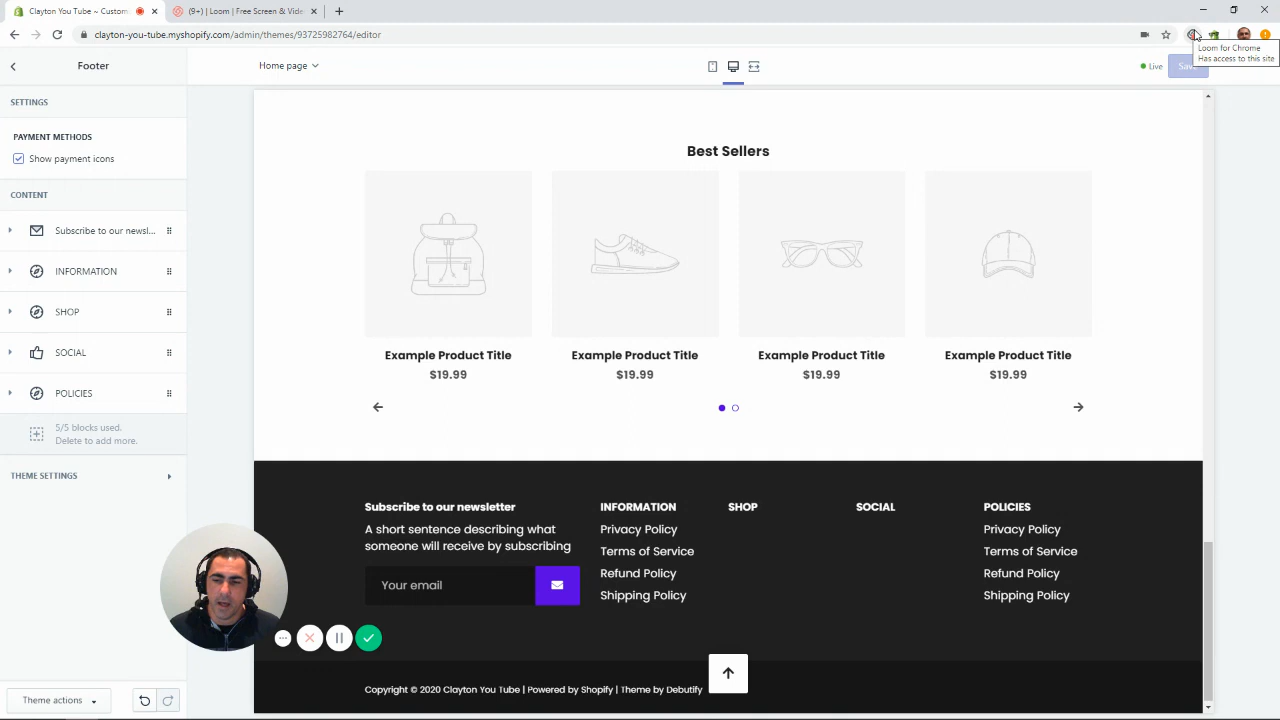 Free Screen & Vide
(9+) | Loom | Free Screen & Vide
clayton-you-tube.myshopify.com/admin/themes/93725982764/editor
Loom for Chrome
Has access to this site
Footer
Home page
Live
SETTINGS
PAYMENT METHODS
Show payment icons
CONTENT
Subscribe to our newsl...
INFORMATION
SHOP
SOCIAL
POLICIES
5/5 blocks used.
Delete to add more.
THEME SETTINGS
Theme actions
Best Sellers
Example Product Title
$19.99
Example Product Title
$19.99
Example Product Title
$19.99
Example Product Title
$19.99
Subscribe to our newsletter
A short sentence describing what
someone will receive by subscribing
Your email
INFORMATION
Privacy Policy
Terms of Service
Refund Policy
Shipping Policy
SHOP
SOCIAL
POLICIES
Privacy Policy
Terms of Service
Refund Policy
Shipping Policy
Copyright © 2020 Clayton You Tube | Powered by Shopify | Theme by Debutify